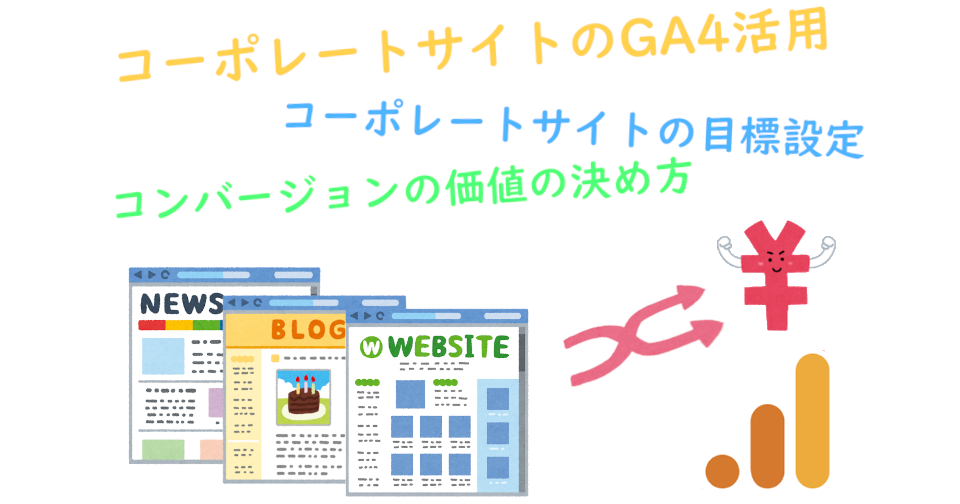 コーポレートサイトのGA4活用
コーポレートサイトの目標設定
コンバージョンの価値の決め方
NEWS
BLOG
W WEBSITE